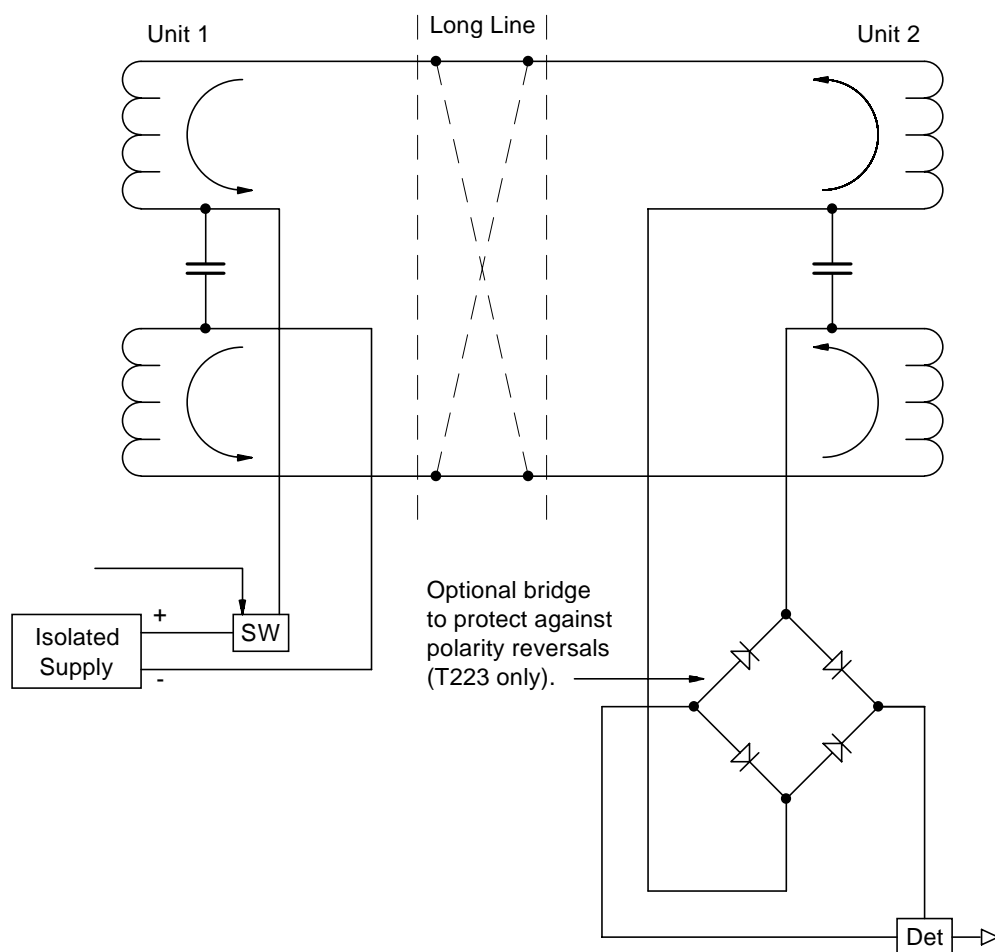 Unit 1
Long Line
Unit 2
+
SW
Isolated
Supply
-
Optional bridge
to protect against
polarity reversals
(T223 only).
Det